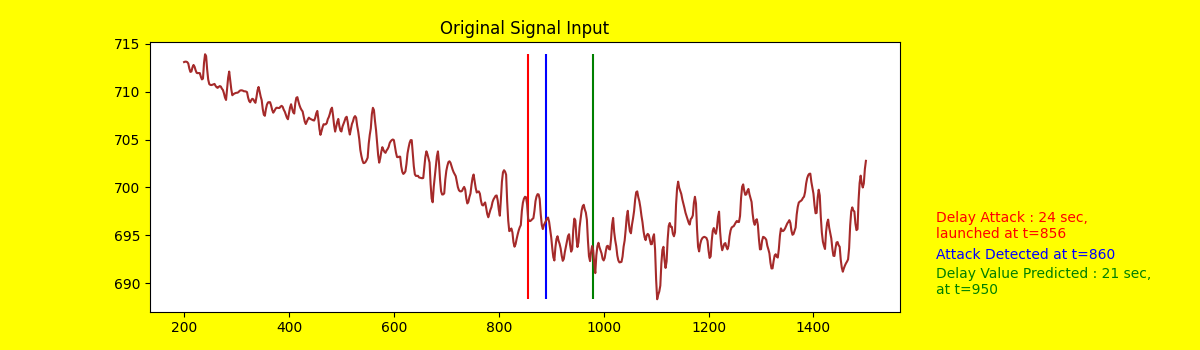 Original Signal Input
715
710
705
700
695
690
200
400
600
800
1000
1200
1400
Delay Attack : 24 sec,
launched at t=856
Attack Detected at t=860
Delay Value Predicted : 21 sec,
at t=950